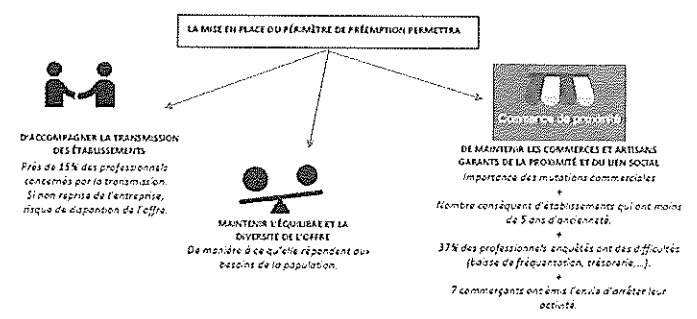 LA MISE EN PLACE DU PÉRIMÈTRE DE PRÉEMPTION PERMETTRA
D'ACCOMPAGNER LA TRANSMISSION
DES ÉTABLISSEMENTS
Près de 15% des professionnels
concernés par la transmission.
Si non reprise de l'entreprise,
risque de disparition de l'offre.
MAINTENIR L'ÉQUILIBRE ET LA
DIVERSITÉ DE L'OFFRE
De manière à ce qu'elle répondent aux
besoins de la population.
Commerce de proximité
DE MAINTENIR LES COMMERCES ET ARTISANS
GARANTS DE LA PROXIMITÉ ET DU LIEN SOCIAL
Importance des mutations commerciales
+
Nombre conséquent d'établissements qui ont moins
de 5 ans d'ancienneté.
+
37% des professionnels enquêtés ont des difficultés
(baisse de fréquentation, trésorerie,...).
+
7 commerçants ont émis l'envie d'arrêter leur
activité.